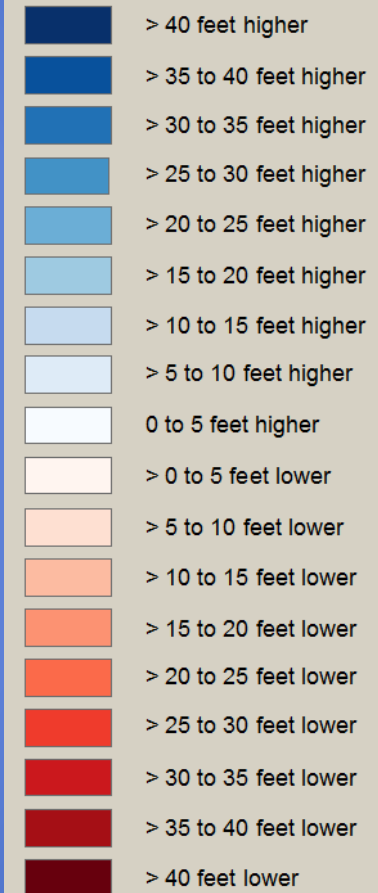 > 40 feet higher
> 35 to 40 feet higher
> 30 to 35 feet higher
> 25 to 30 feet higher
> 20 to 25 feet higher
> 15 to 20 feet higher
> 10 to 15 feet higher
> 5 to 10 feet higher
0 to 5 feet higher
> 0 to 5 feet lower
> 5 to 10 feet lower
> 10 to 15 feet lower
> 15 to 20 feet lower
> 20 to 25 feet lower
> 25 to 30 feet lower
> 30 to 35 feet lower
> 35 to 40 feet lower
> 40 feet lower